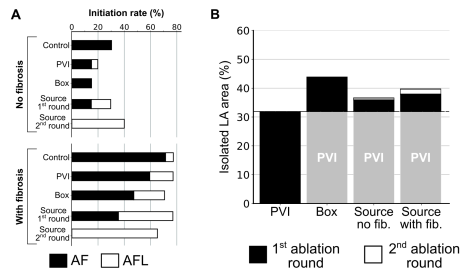 A
Initiation rate (%)
0 20 40 60 80
No fibrosis
Control
PVI
Box
Source
1st round
Source
2nd round
With fibrosis
Control
PVI
Box
Source
1st round
Source
2nd round
AF AFL
B
Isolated LA area (%)
60
50
40
30
20
10
0
PVI PVI PVI
PVI Box Source no fib. Source with fib.
1st ablation round
2nd ablation round